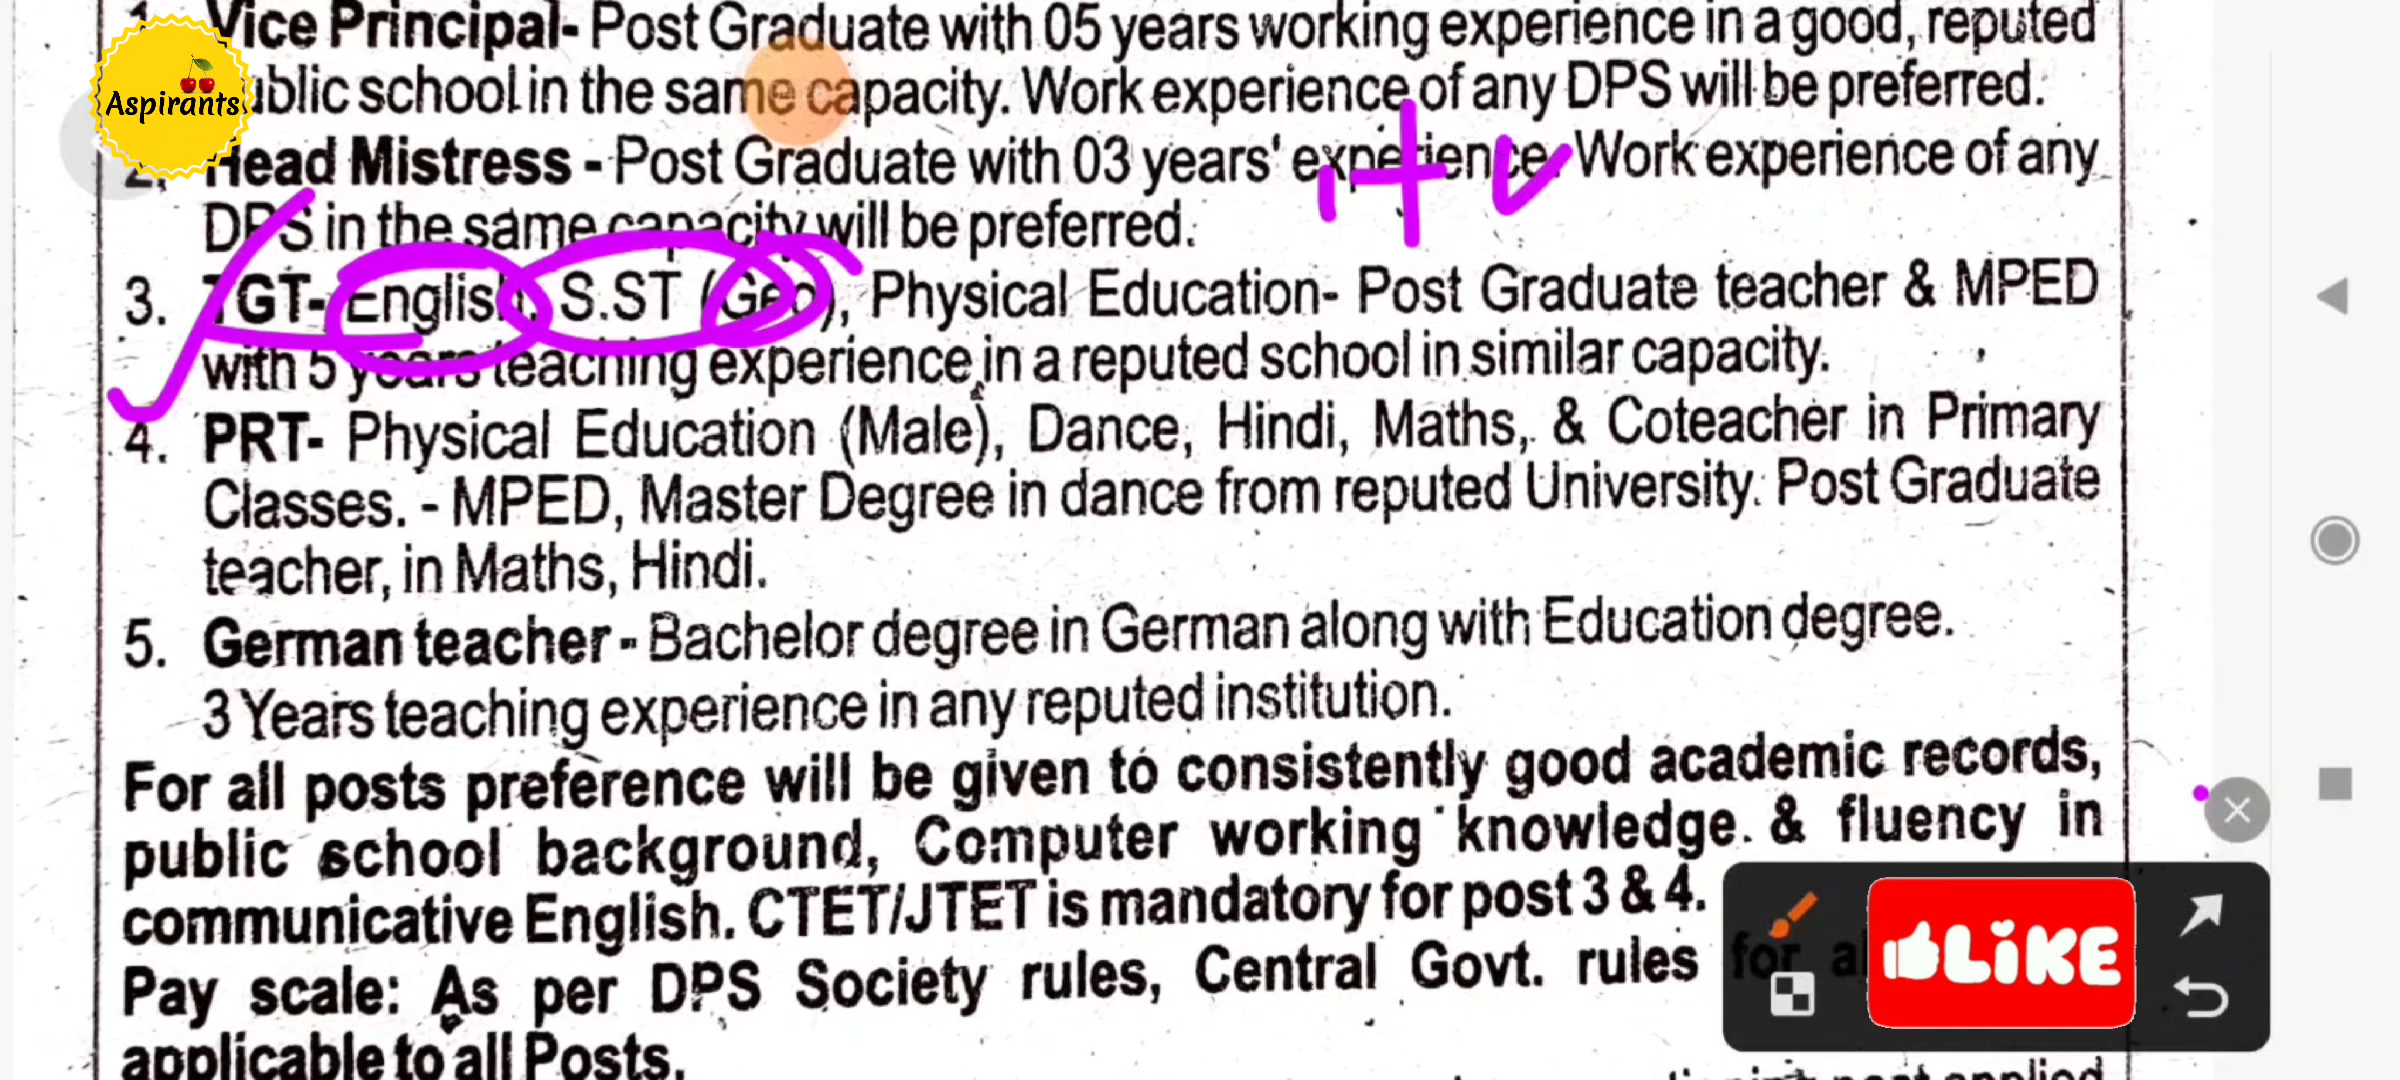 Vice Principal- Post Graduate with 05 years working experience in a good, reputed
public school in the same capacity. Work experience of any DPS will be preferred.
2. Head Mistress - Post Graduate with 03 years' experience. Work experience of any
DPS in the same capacity will be preferred.
3. TGT- English, S.ST (Geo), Physical Education- Post Graduate teacher & MPED
with 5 years teaching experience in a reputed school in similar capacity.
4. PRT- Physical Education (Male), Dance, Hindi, Maths, & Coteacher in Primary
Classes. - MPED, Master Degree in dance from reputed University. Post Graduate
teacher, in Maths, Hindi.
5. German teacher - Bachelor degree in German along with Education degree.
3 Years teaching experience in any reputed institution.
For all posts preference will be given to consistently good academic records,
public school background, Computer working knowledge. & fluency in
communicative English. CTET/JTET is mandatory for post 3 & 4.
Pay scale: As per DPS Society rules, Central Govt. rules for
applicable to all Posts.
post applied
Aspirants
LiKE